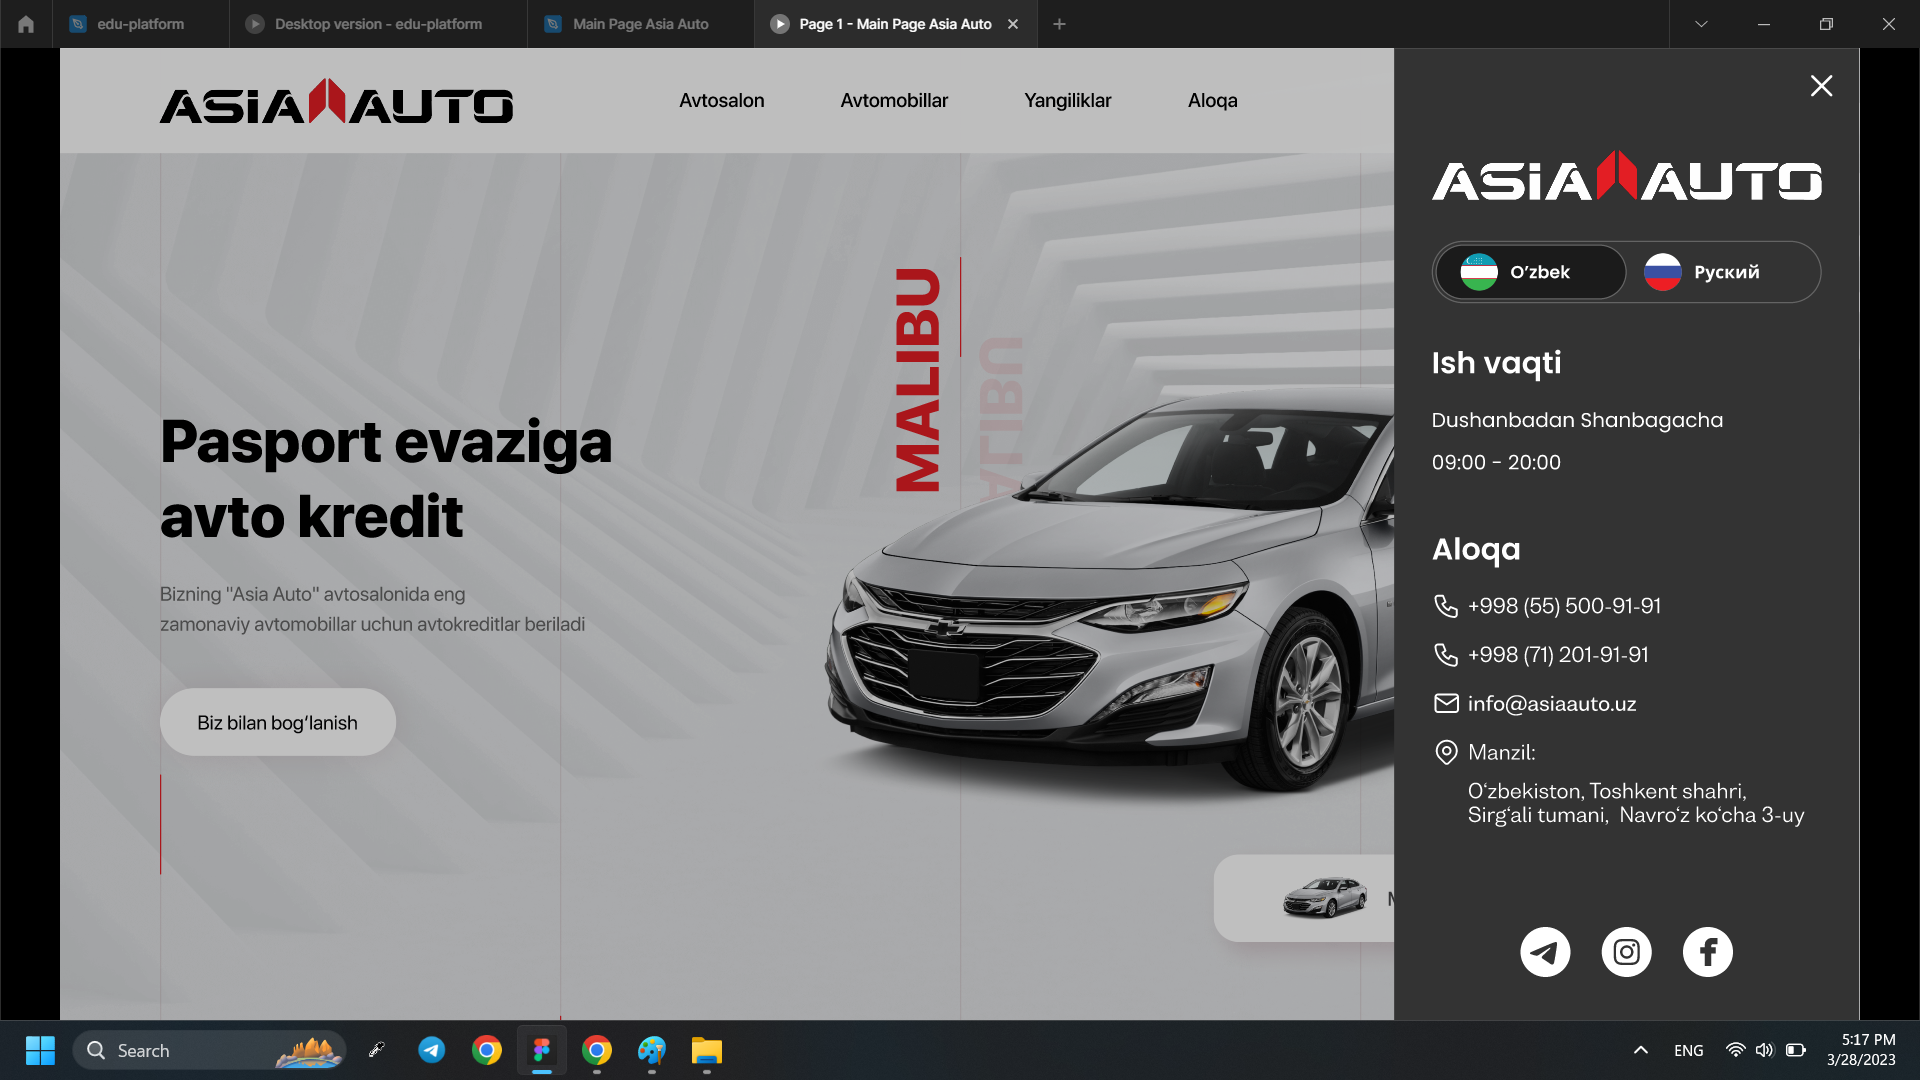 edu-platform
Desktop version - edu-platform
Main Page Asia Auto
Page 1 - Main Page Asia Auto
ASiA AUTO
Avtosalon
Avtomobillar
Yangiliklar
Aloqa
MALIBU
MALIBU
Pasport evaziga
avto kredit
Bizning "Asia Auto" avtosalonida eng
zamonaviy avtomobillar uchun avtokreditlar beriladi
Biz bilan bog‘lanish
ASiA AUTO
O’zbek
Руский
Ish vaqti
Dushanbadan Shanbagacha
09:00 - 20:00
Aloqa
+998 (55) 500-91-91
+998 (71) 201-91-91
info@asiaauto.uz
Manzil:
O‘zbekiston, Toshkent shahri,
Sirg‘ali tumani, Navro‘z ko‘cha 3-uy
Search
ENG
5:17 PM
3/28/2023